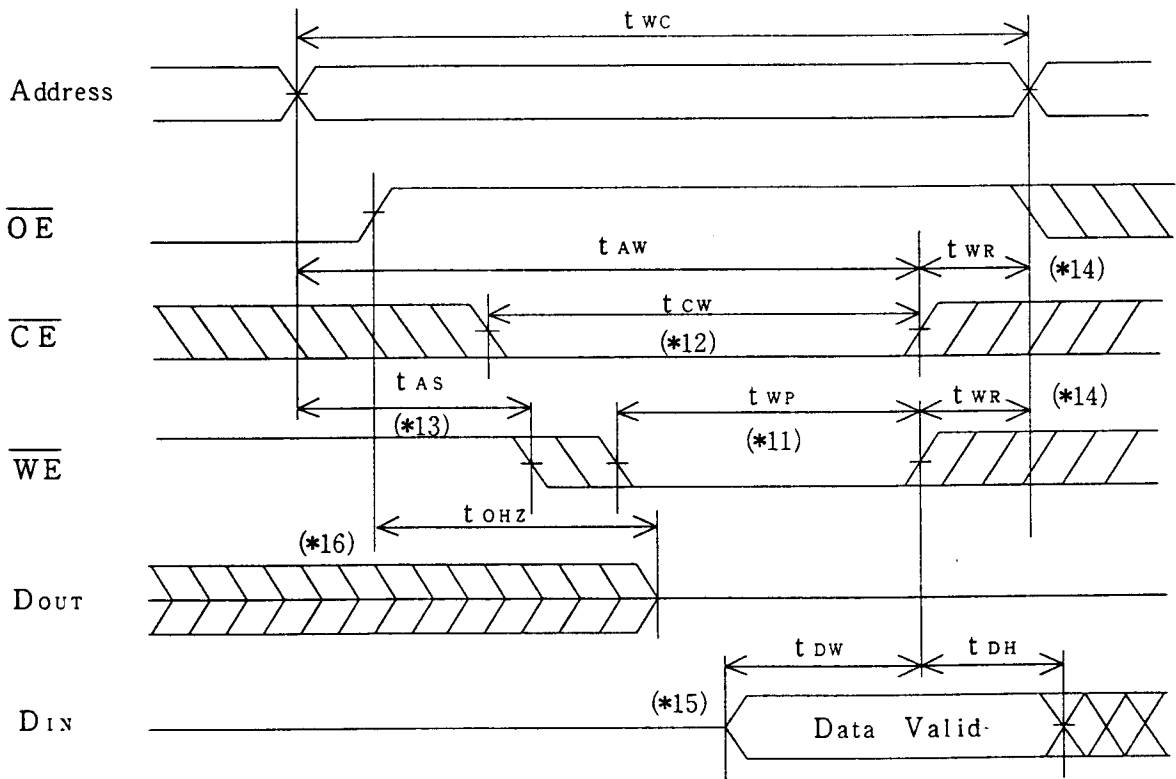 t WC
Address
OE
t AW
t WR
(*14)
t CW
CE
(*12)
t AS
t WP
t WR
(*14)
(*13)
(*11)
WE
t OHZ
(*16)
DOUT
t DW
t DH
(*15)
DIN
Data Valid